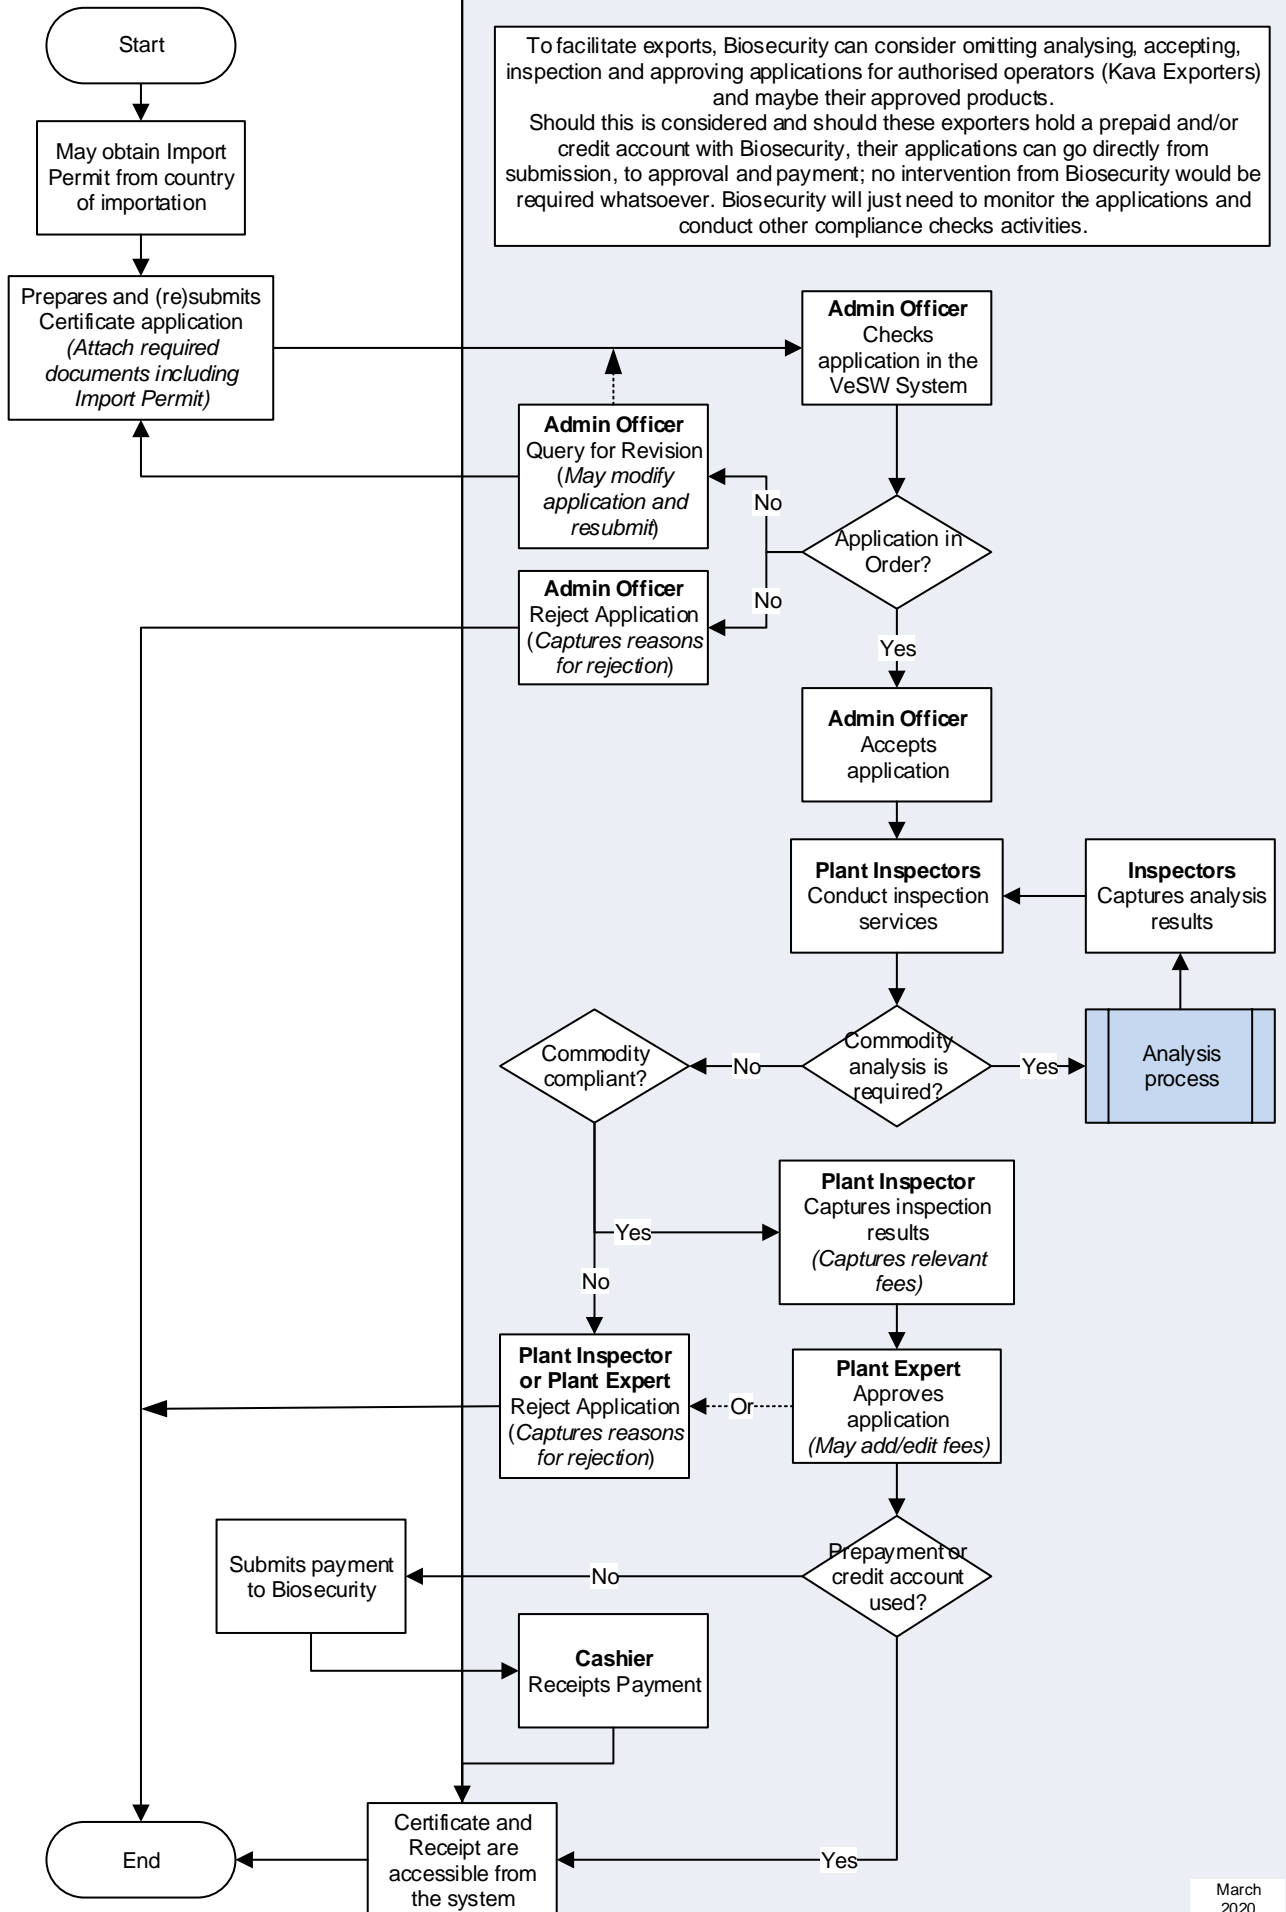 Start
To facilitate exports, Biosecurity can consider omitting analysing, accepting,
inspection and approving applications for authorised operators (Kava Exporters)
and maybe their approved products.
Should this is considered and should these exporters hold a prepaid and/or
credit account with Biosecurity, their applications can go directly from
submission, to approval and payment; no intervention from Biosecurity would be
required whatsoever. Biosecurity will just need to monitor the applications and
conduct other compliance checks activities.
May obtain Import
Permit from country
of importation
Prepares and (re)submits
Certificate application
(Attach required
documents including
Import Permit)
Admin Officer
Checks
application in the
VeSW System
Admin Officer
Query for Revision
(May modify
application and
resubmit)
No
Application in
Order?
No
Admin Officer
Reject Application
(Captures reasons
for rejection)
Yes
Admin Officer
Accepts
application
Plant Inspectors
Conduct inspection
services
Inspectors
Captures analysis
results
Commodity
compliant?
No
Commodity
analysis is
required?
Yes
Analysis
process
Plant Inspector
Captures inspection
results
(Captures relevant
fees)
Yes
No
Plant Inspector
or Plant Expert
Reject Application
(Captures reasons
for rejection)
Or
Plant Expert
Approves
application
(May add/edit fees)
Submits payment
to Biosecurity
No
Prepayment or
credit account
used?
Cashier
Receipts Payment
End
Certificate and
Receipt are
accessible from
the system
Yes
March
2020